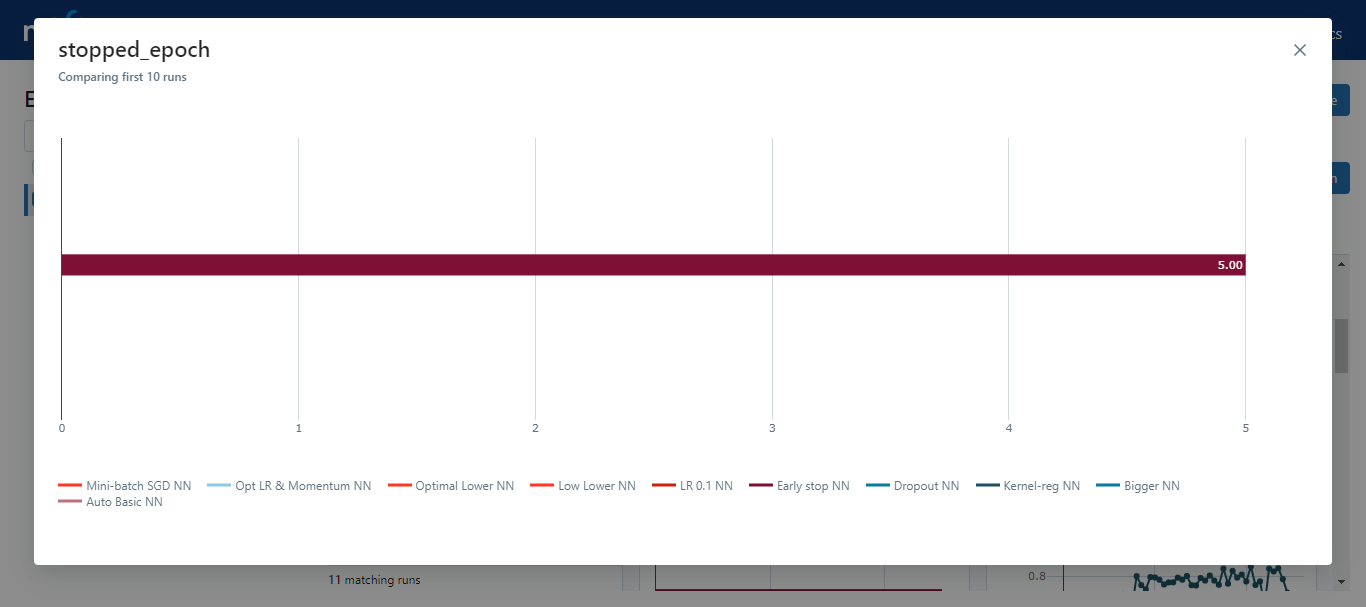 stopped_epoch
Comparing first 10 runs
5.00
0 1 2 3 4 5
Mini-batch SGD NN Opt LR & Momentum NN Optimal Lower NN Low Lower NN LR 0.1 NN Early stop NN Dropout NN Kernel-reg NN Bigger NN
Auto Basic NN
11 matching runs
0.8